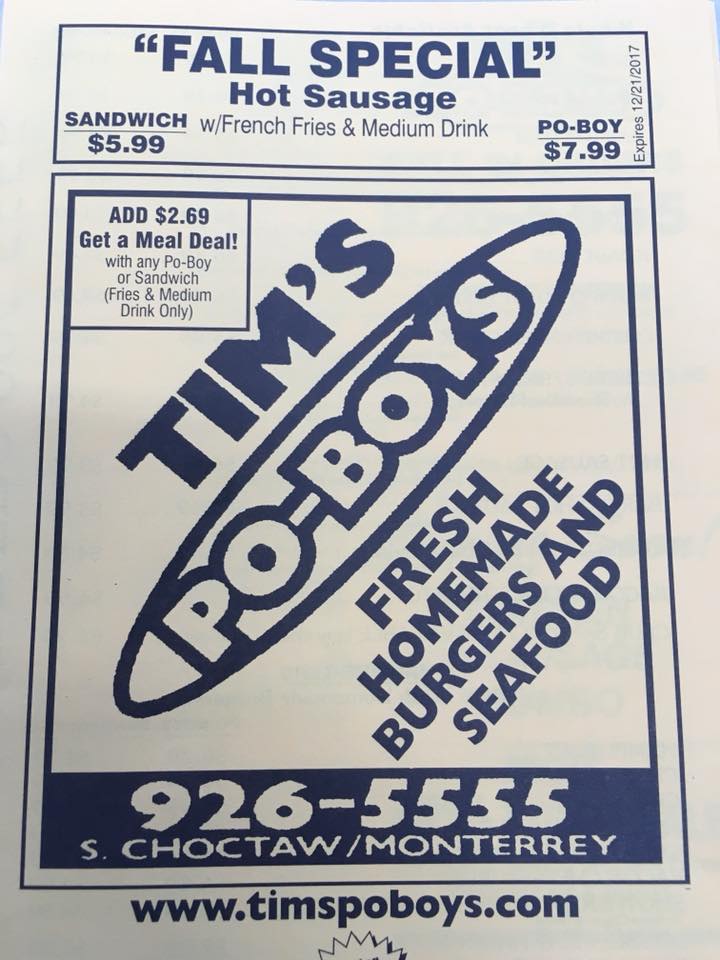 “FALL SPECIAL”
Hot Sausage
SANDWICH w/French Fries & Medium Drink PO-BOY
$5.99 $7.99
Expires 12/21/2017
ADD $2.69
Get a Meal Deal!
with any Po-Boy
or Sandwich
(Fries & Medium
Drink Only)
TIM'S
PO-BOYS
FRESH
HOMEMADE
BURGERS AND
SEAFOOD
926-5555
S. CHOCTAW/MONTERREY
www.timspoboys.com